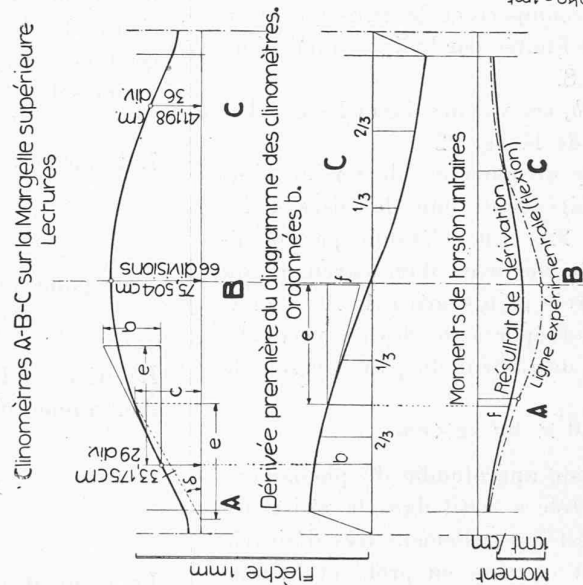 Clinomètres A-B-C sur la Margelle supérieure
Lectures
33.175 cm
29 div.
A
δ
e
c
e
b
75,504 cm
66 divisions
B
41,198 cm.
36 div.
C
Flèche 1mm
Dérivée première du diagramme des clinomètres.
Ordonnées b.
b
2/3
1/3
e
1/3
2/3
C
Moments de torsion unitaires
Résultat de dérivation
Ligne expérimentale (flexion)
f
A
B
C
Moment
1cmt/cm